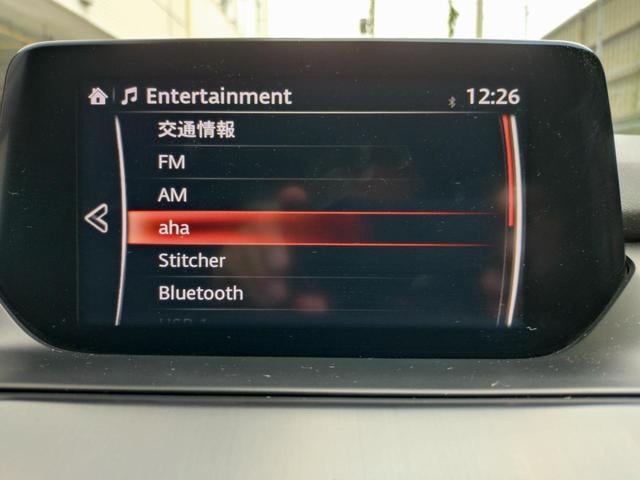 Entertainment 12:26
交通情報
FM
AM
aha
Stitcher
Bluetooth